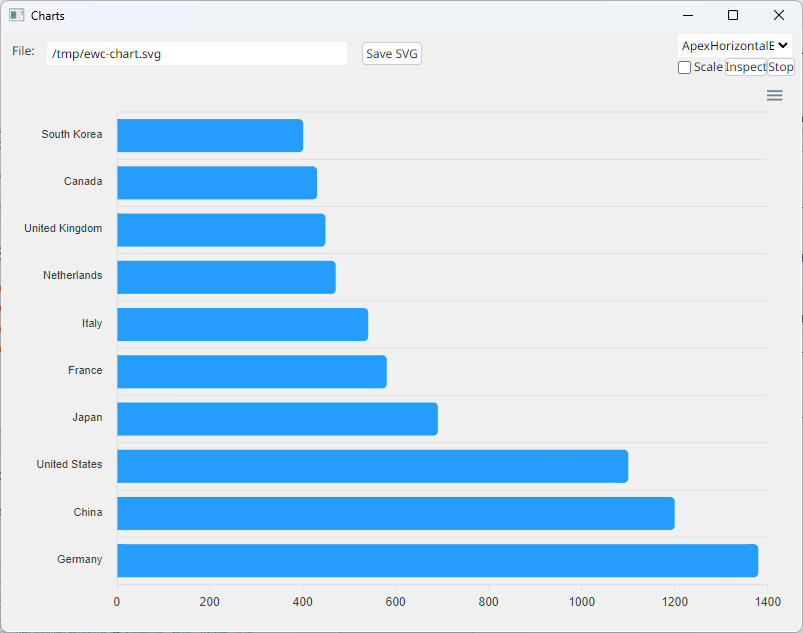 Charts
File: /tmp/ewc-chart.svg Save SVG ApexHorizontalE
Scale Inspect Stop
South Korea
Canada
United Kingdom
Netherlands
Italy
France
Japan
United States
China
Germany
0 200 400 600 800 1000 1200 1400